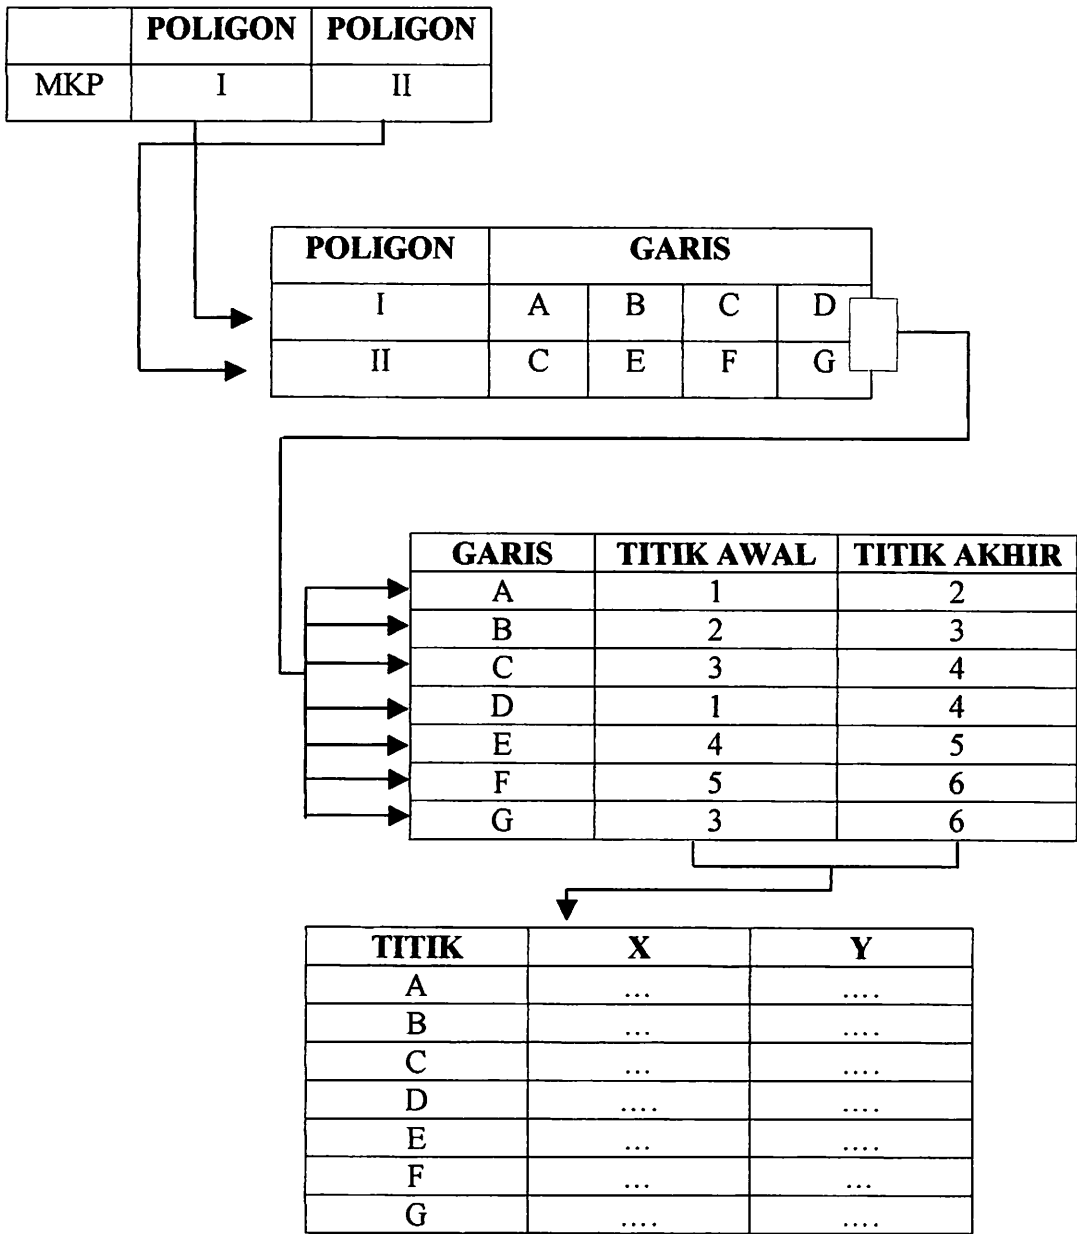 POLIGON POLIGON
MKP I II
POLIGON GARIS
I A B C D
II C E F G
GARIS TITIK AWAL TITIK AKHIR
A 1 2
B 2 3
C 3 4
D 1 4
E 4 5
F 5 6
G 3 6
TITIK X Y
A ... ....
B ... ....
C ... ....
D .... ....
E ... ....
F ... ...
G .... ....